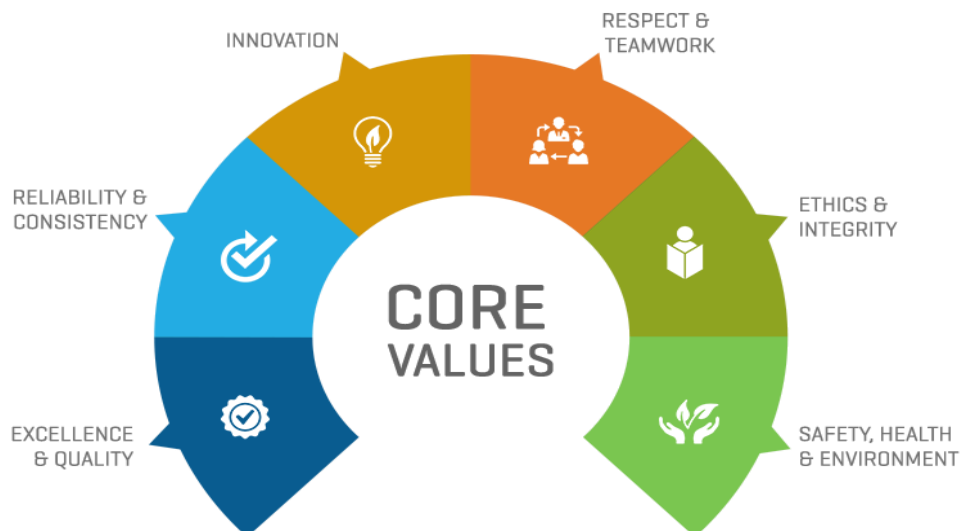 INNOVATION
RESPECT &
TEAMWORK
RELIABILITY &
CONSISTENCY
ETHICS &
INTEGRITY
CORE
VALUES
EXCELLENCE
& QUALITY
SAFETY, HEALTH
& ENVIRONMENT